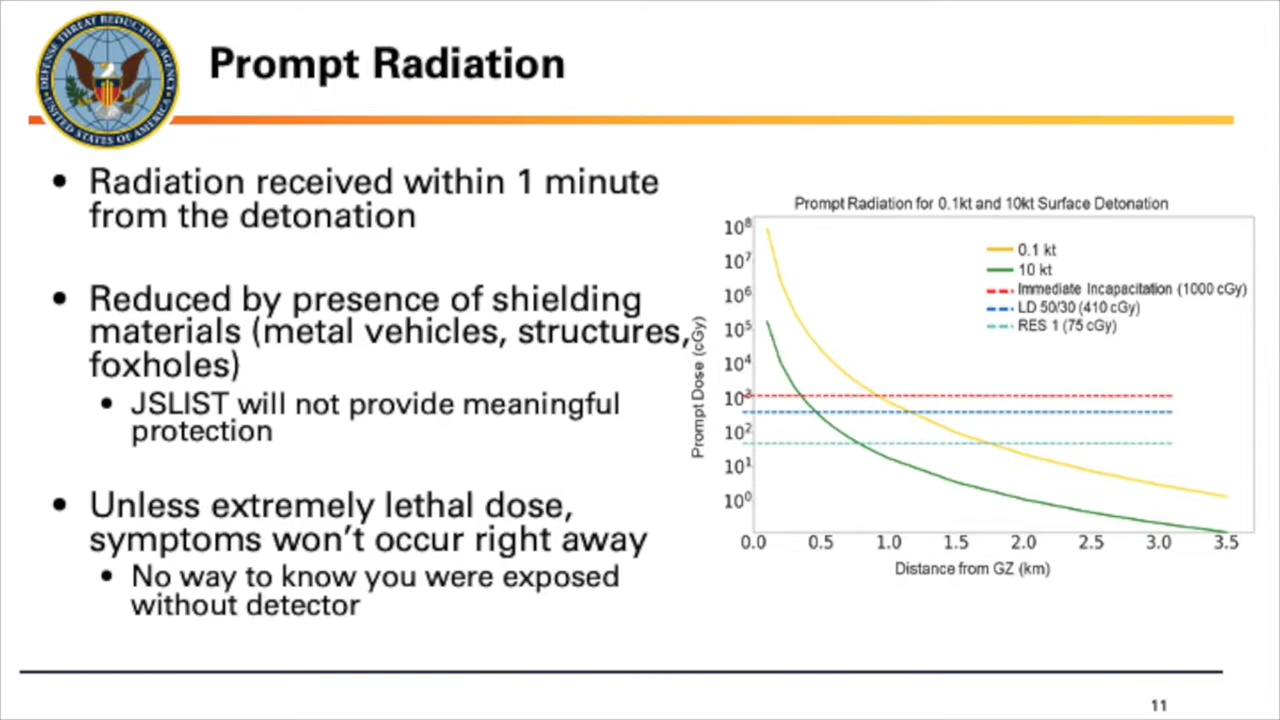 DEFENSE THREAT REDUCTION AGENCY
UNITED STATES OF AMERICA
Prompt Radiation
• Radiation received within 1 minute
from the detonation
• Reduced by presence of shielding
materials (metal vehicles, structures,
foxholes)
• JSLIST will not provide meaningful
protection
• Unless extremely lethal dose,
symptoms won't occur right away
• No way to know you were exposed
without detector
Prompt Radiation for 0.1kt and 10kt Surface Detonation
0.1 kt
10 kt
Immediate Incapacitation (1000 cGy)
LD 50/30 (410 cGy)
RES 1 (75 cGy)
Prompt Dose (cGy)
10⁸
10⁷
10⁶
10⁵
10⁴
10³
10²
10¹
10⁰
0.0 0.5 1.0 1.5 2.0 2.5 3.0 3.5
Distance from GZ (km)
11